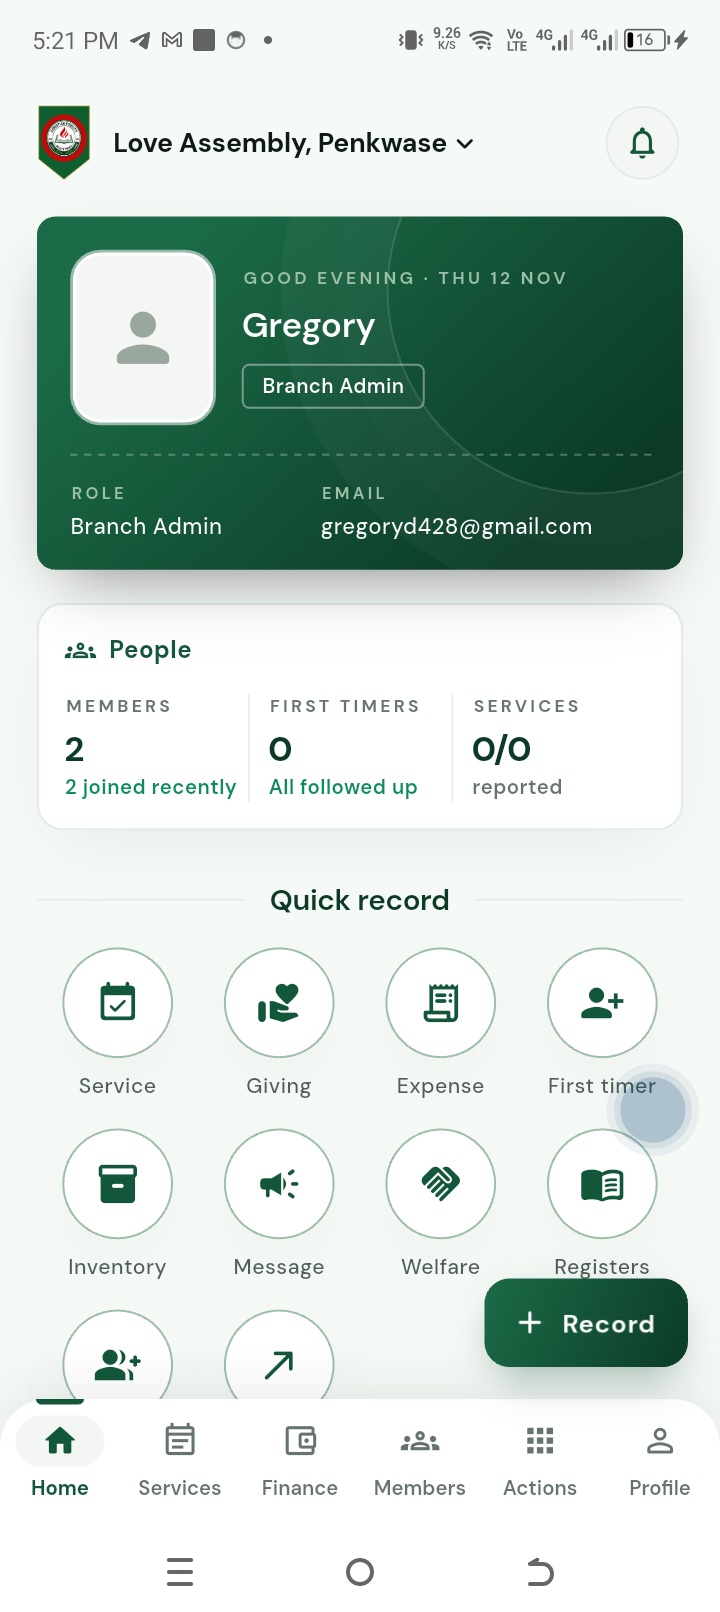 5:21 PM
9.26 K/S
Vo LTE
4G
4G
16
Love Assembly, Penkwase
GOOD EVENING · THU 12 NOV
Gregory
Branch Admin
ROLE
EMAIL
Branch Admin
gregoryd428@gmail.com
People
MEMBERS
FIRST TIMERS
SERVICES
2
0
0/0
2 joined recently
All followed up
reported
Quick record
Service
Giving
Expense
First timer
Inventory
Message
Welfare
Registers
Record
Home
Services
Finance
Members
Actions
Profile